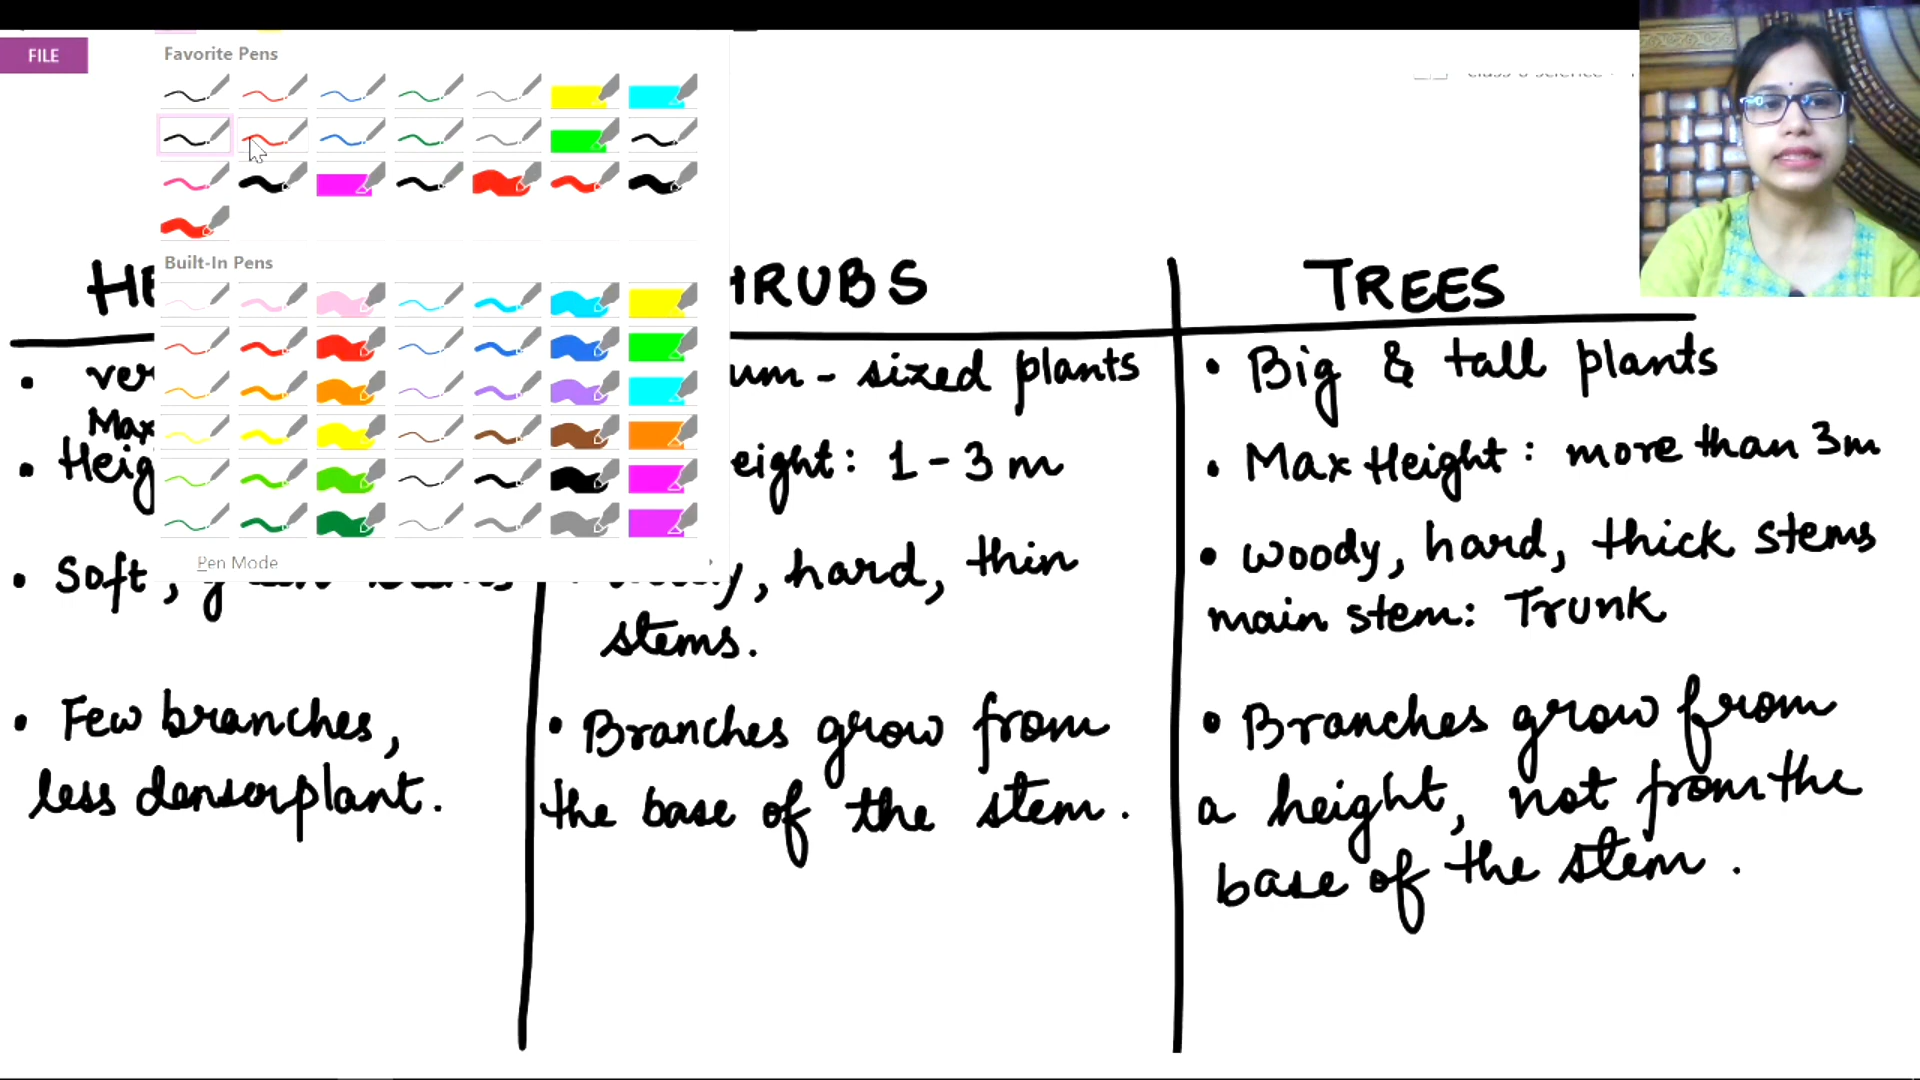 FILE
Favorite Pens
Built-In Pens
Pen Mode
HRUBS
TREES
• ver
Max
• Heig
• Soft,
• Few branches,
less denser plant.
um-sized plants
eight: 1-3 m
, hard, thin
stems.
• Branches grow from
the base of the stem.
• Big & tall plants
• Max Height: more than 3m
• Woody, hard, thick stems
main stem: Trunk
• Branches grow from
a height, not from the
base of the stem.